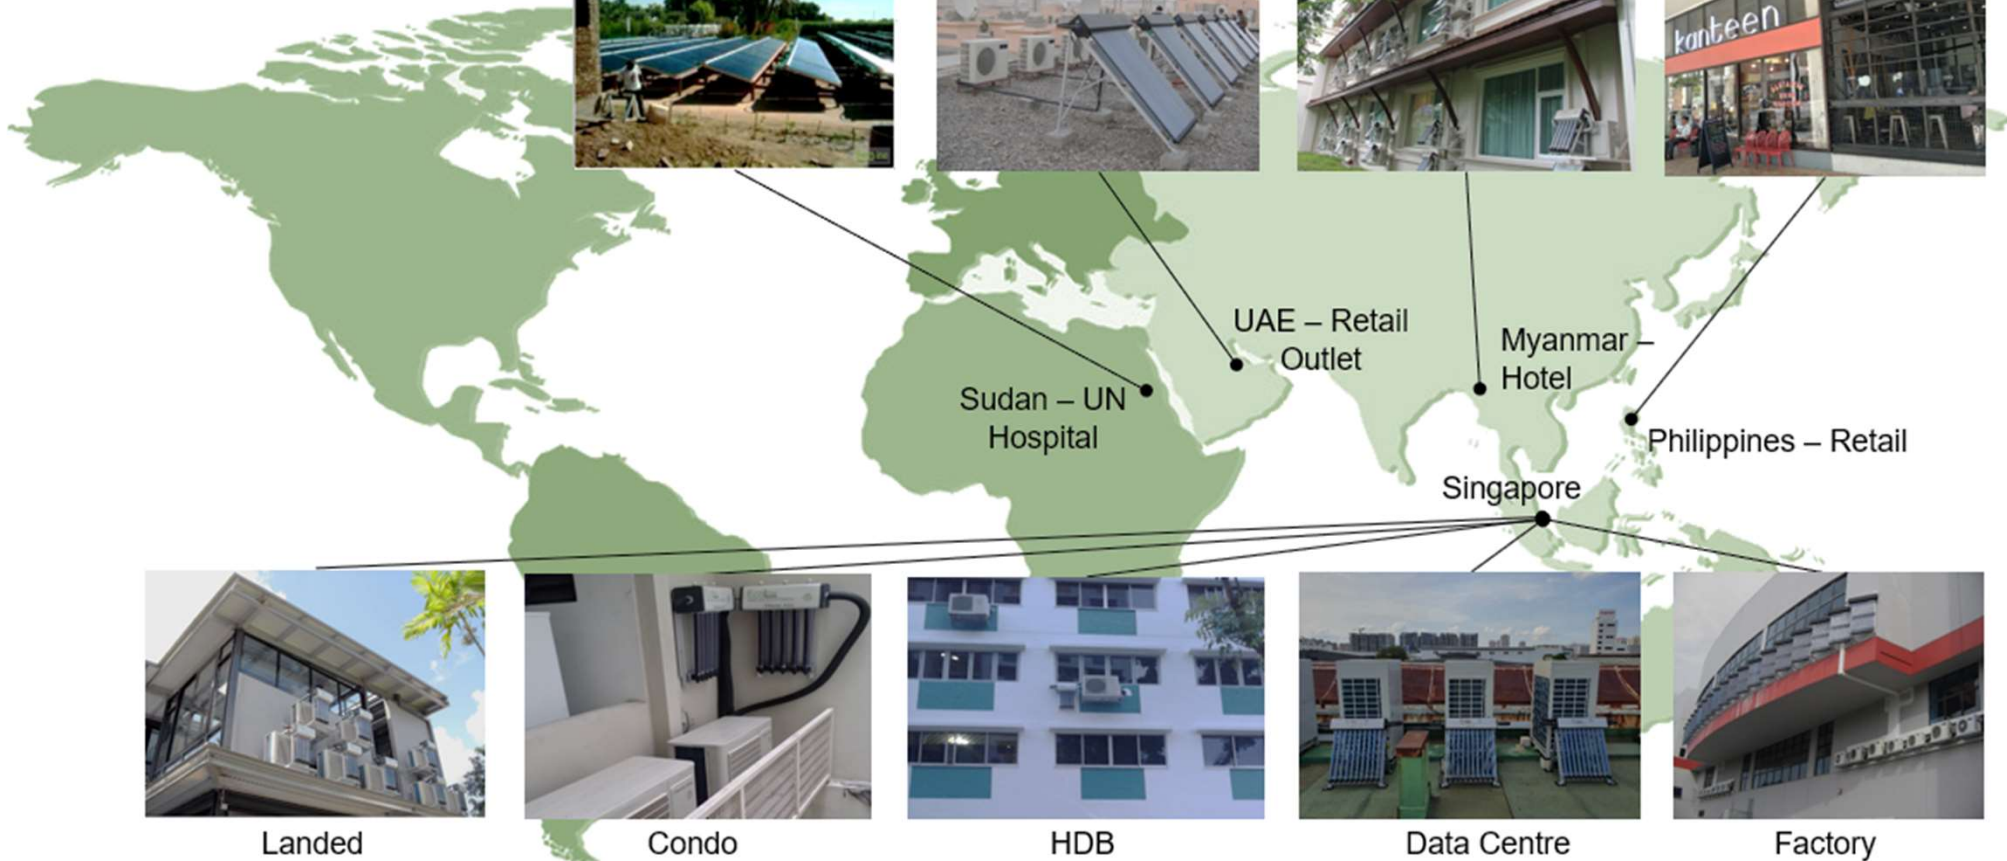 kanteen
UAE – Retail
Outlet
Myanmar –
Hotel
Sudan – UN
Hospital
Philippines – Retail
Singapore
Landed
Condo
HDB
Data Centre
Factory